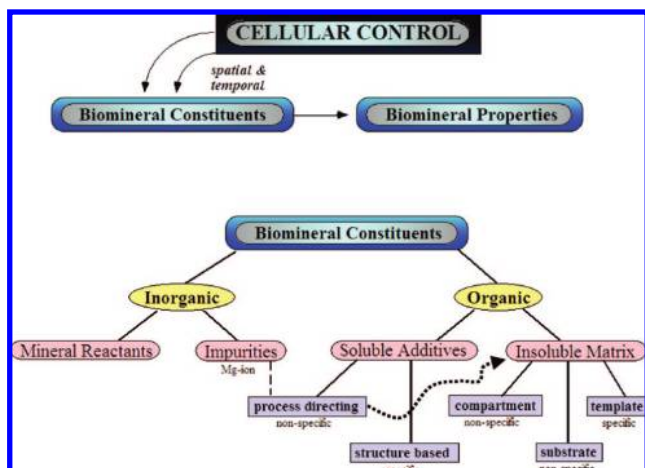 CELLULAR CONTROL
spatial &
temporal
Biomineral Constituents
Biomineral Properties
Biomineral Constituents
Inorganic
Organic
Mineral Reactants
Impurities
Soluble Additives
Insoluble Matrix
Mg-ion
process directing
compartment
template
non-specific
non-specific
specific
structure based
substrate